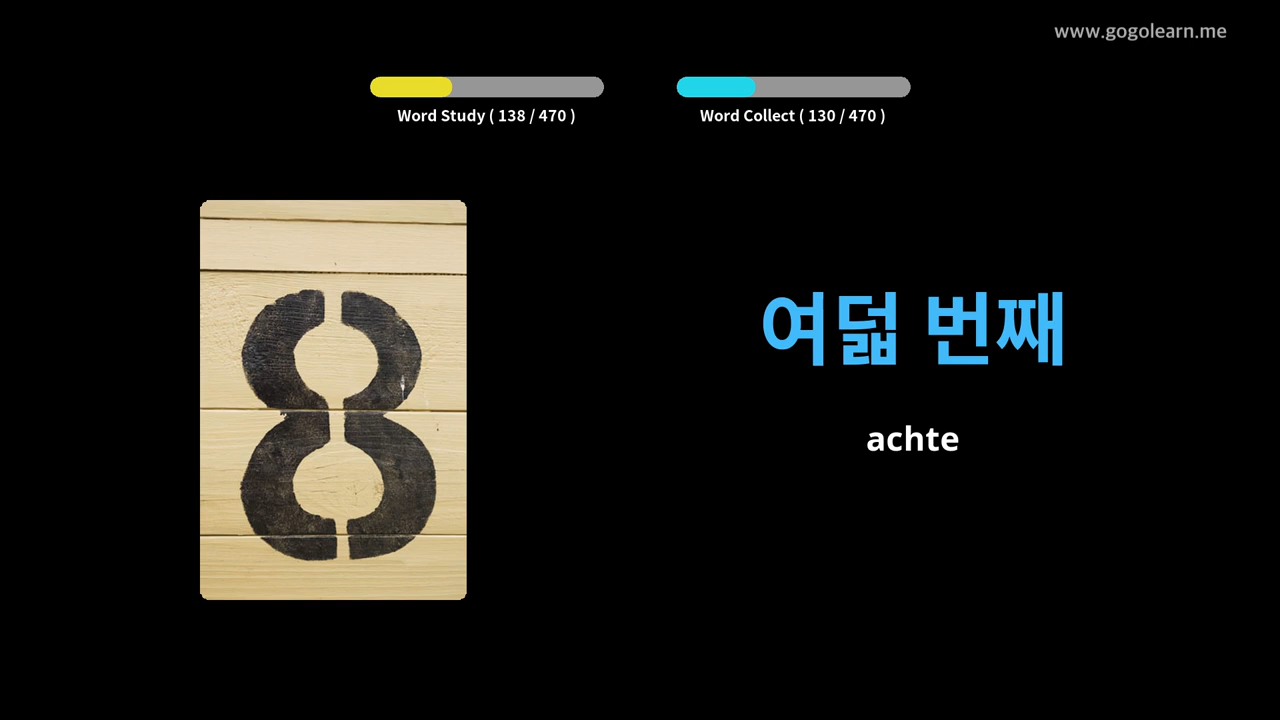 www.gogolearn.me
Word Study ( 138 / 470 )
Word Collect ( 130 / 470 )
8
여덟 번째
achte